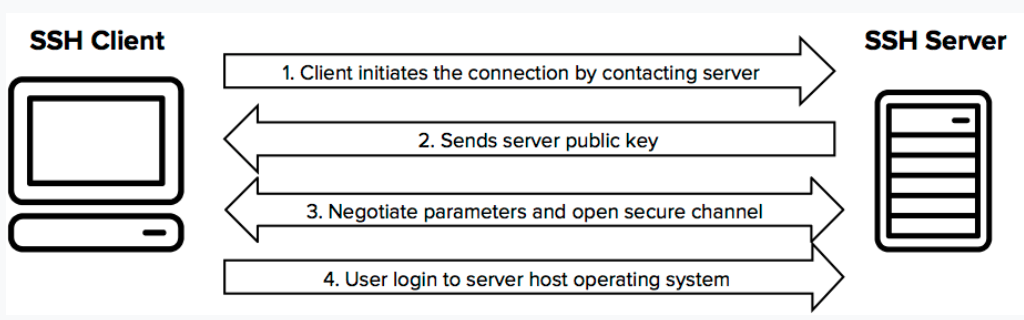 SSH Client
SSH Server
1. Client initiates the connection by contacting server
2. Sends server public key
3. Negotiate parameters and open secure channel
4. User login to server host operating system